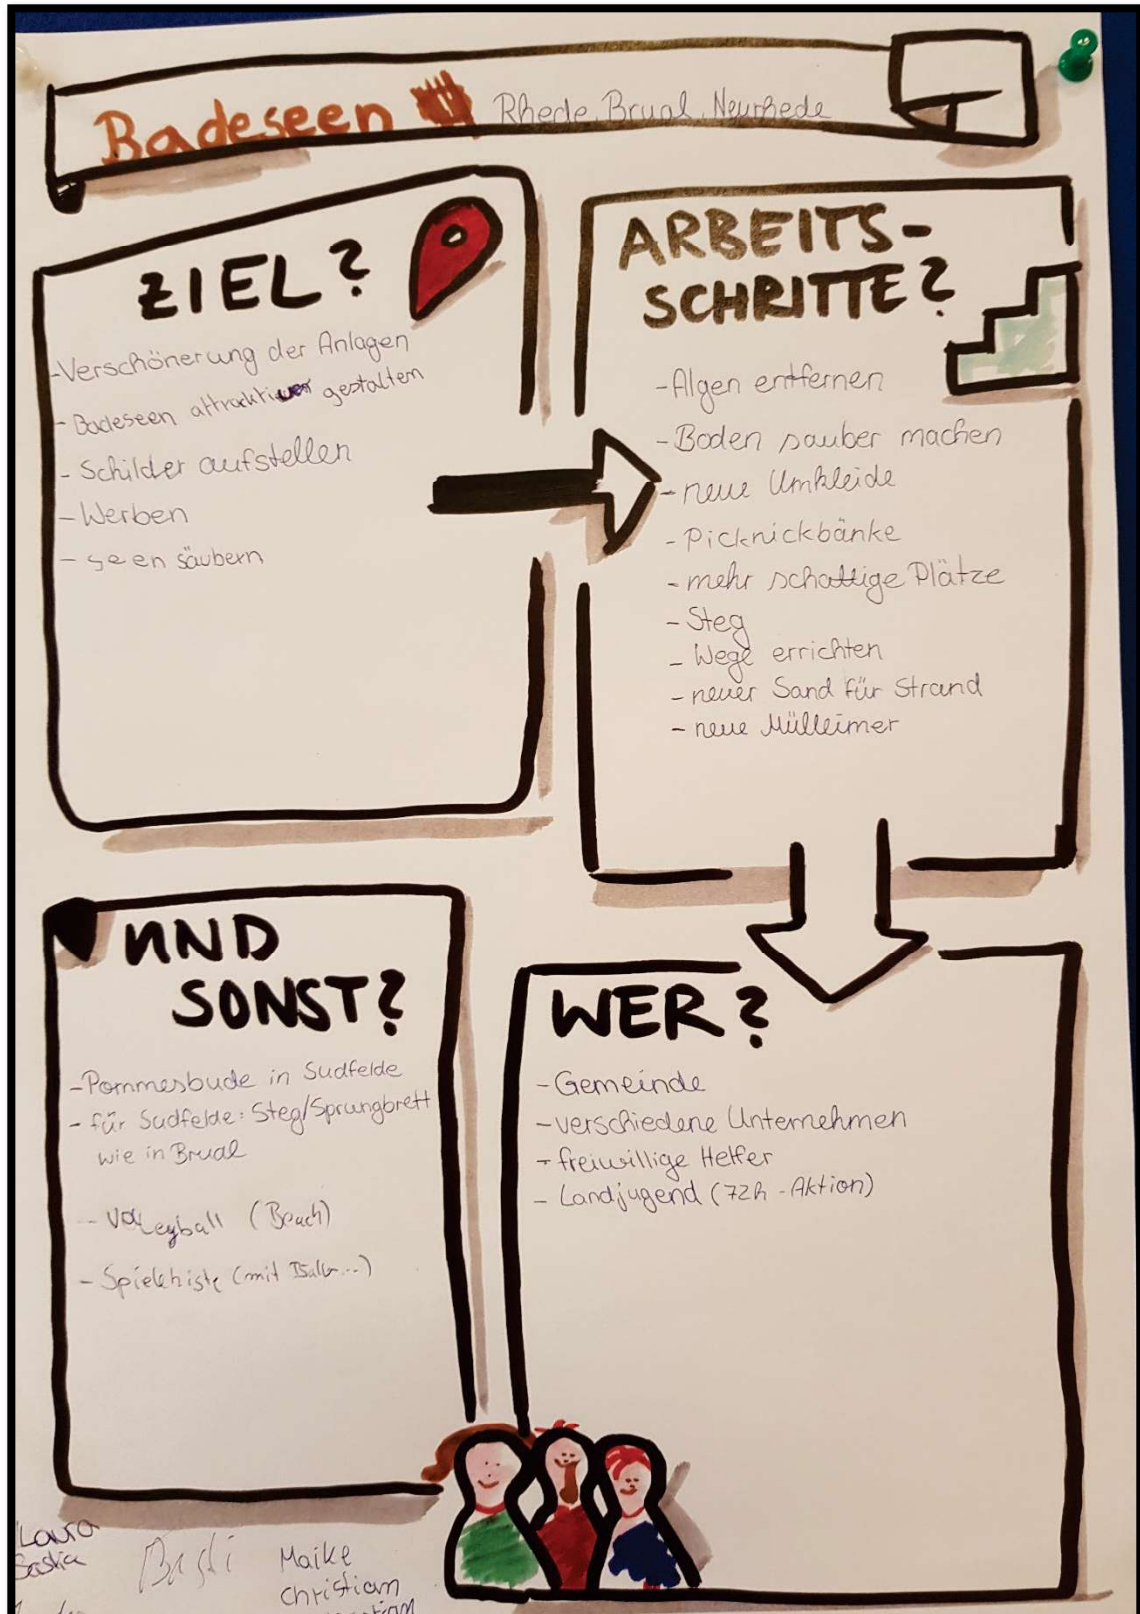 Badeseen Rhede, Brual, Neurhede
ZIEL?
-Verschönerung der Anlagen
- Badeseen attraktiver gestalten
- Schilder aufstellen
- Werben
- seen säubern
ARBEITS-
SCHRITTE?
-Algen entfernen
-Boden sauber machen
- neue Umkleide
- Picknickbänke
- mehr schattige Plätze
- Steg
- Wege errichten
- neuer Sand für Strand
- neue Mülleimer
UND
SONST?
-Pommesbude in Sudfelde
- für Sudfelde: Steg/Sprungbrett
wie in Brual
- Volleyball (Beach)
- Spielkiste (mit
WER?
-Gemeinde
-verschiedene Unternehmen
- freiwillige Helfer
- Landjugend (72h-Aktion)
Laura
Saskia
Basti
Maike
Christian